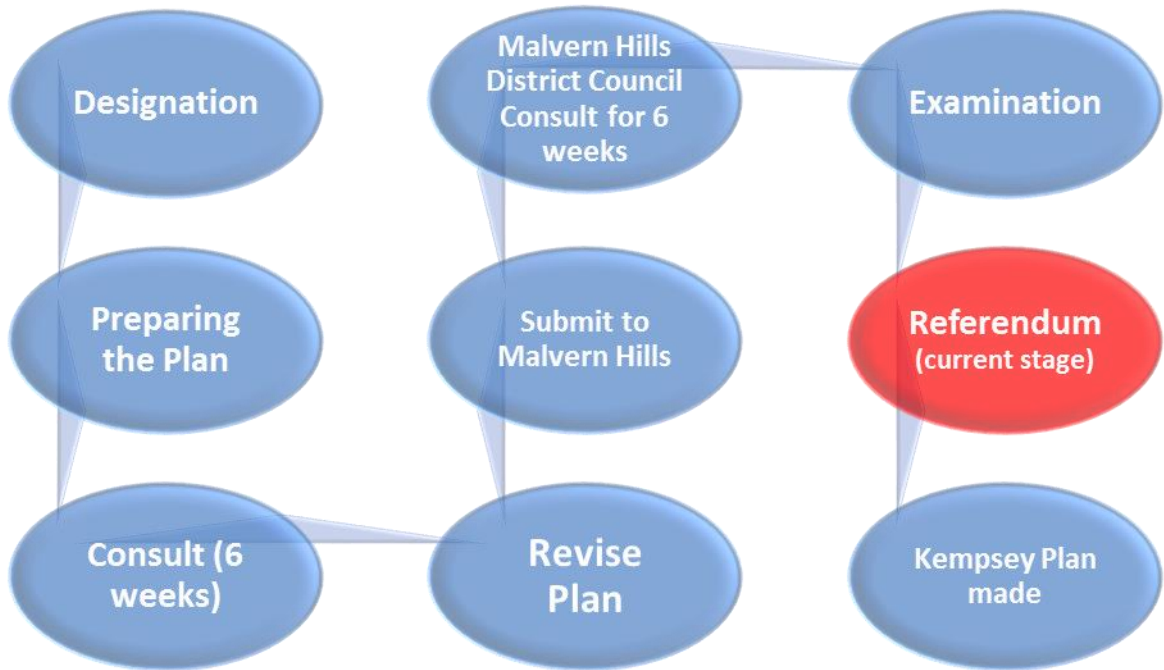 Designation
Preparing
the Plan
Consult (6
weeks)
Revise
Plan
Submit to
Malvern Hills
Malvern Hills
District Council
Consult for 6
weeks
Examination
Referendum
(current stage)
Kempsey Plan
made